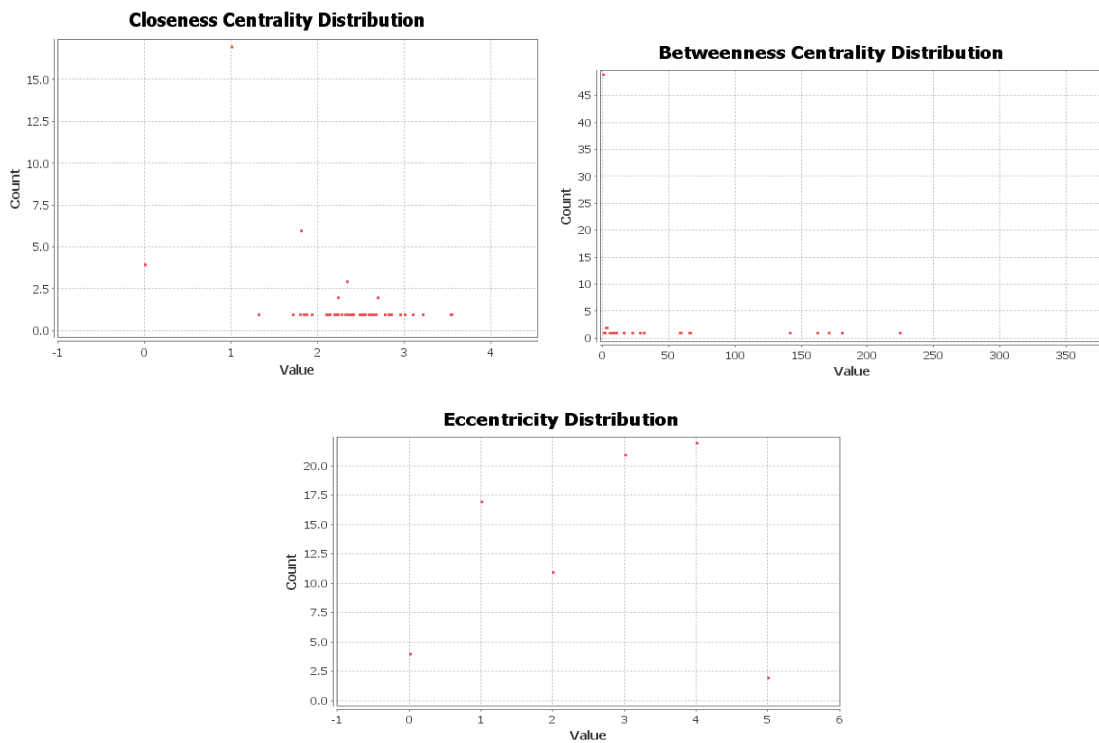 Closeness Centrality Distribution
15.0
12.5
10.0
7.5
5.0
2.5
0.0
Count
-1 0 1 2 3 4
Value
Betweenness Centrality Distribution
45
40
35
30
25
20
15
10
5
0
Count
0 50 100 150 200 250 300 350
Value
Eccentricity Distribution
20.0
17.5
15.0
12.5
10.0
7.5
5.0
2.5
0.0
Count
-1 0 1 2 3 4 5 6
Value